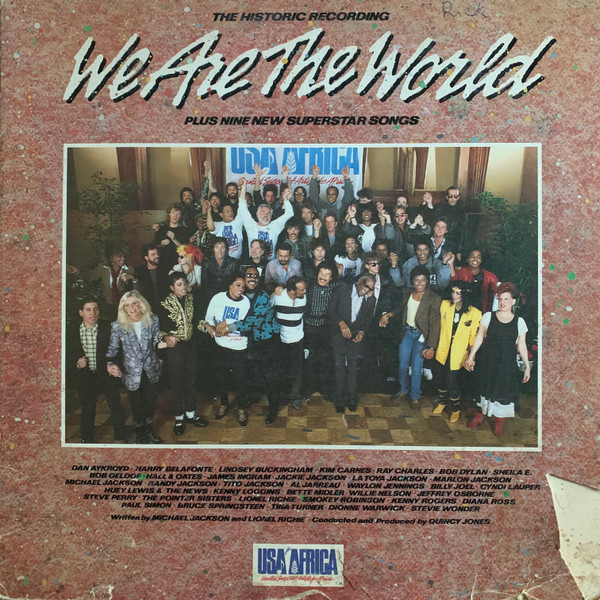 THE HISTORIC RECORDING
Rick
We Are The World
PLUS NINE NEW SUPERSTAR SONGS
USA AFRICA
USA
DAN AYKROYD · HARRY BELAFONTE · LINDSEY BUCKINGHAM · KIM CARNES · RAY CHARLES · BOB DYLAN · SHEILA E.
BOB GELDOF · HALL & OATES · JAMES INGRAM · JACKIE JACKSON · LA TOYA JACKSON · MARLON JACKSON
MICHAEL JACKSON · RANDY JACKSON · TITO JACKSON · AL JARREAU · WAYLON JENNINGS · BILLY JOEL · CYNDI LAUPER
HUEY LEWIS & THE NEWS · KENNY LOGGINS · BETTE MIDLER · WILLIE NELSON · JEFFREY OSBORNE
STEVE PERRY · THE POINTER SISTERS · LIONEL RICHIE · SMOKEY ROBINSON · KENNY ROGERS · DIANA ROSS
PAUL SIMON · BRUCE SPRINGSTEEN · TINA TURNER · DIONNE WARWICK · STEVIE WONDER
Written by MICHAEL JACKSON and LIONEL RICHIE · Conducted and Produced by QUINCY JONES
USA AFRICA